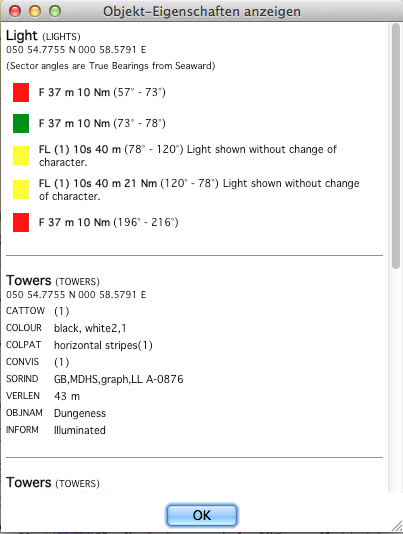 Objekt-Eigenschaften anzeigen
Light (LIGHTS)
050 54.7755 N 000 58.5791 E
(Sector angles are True Bearings from Seaward)
F 37 m 10 Nm (57° - 73°)
F 37 m 10 Nm (73° - 78°)
FL (1) 10s 40 m (78° - 120°) Light shown without change of
character.
FL (1) 10s 40 m 21 Nm (120° - 78°) Light shown without change
of character.
F 37 m 10 Nm (196° - 216°)
Towers (TOWERS)
050 54.7755 N 000 58.5791 E
CATTOW (1)
COLOUR black, white2,1
COLPAT horizontal stripes(1)
CONVIS (1)
SORIND GB,MDHS,graph,LL A-0876
VERLEN 43 m
OBJNAM Dungeness
INFORM Illuminated
Towers (TOWERS)
OK